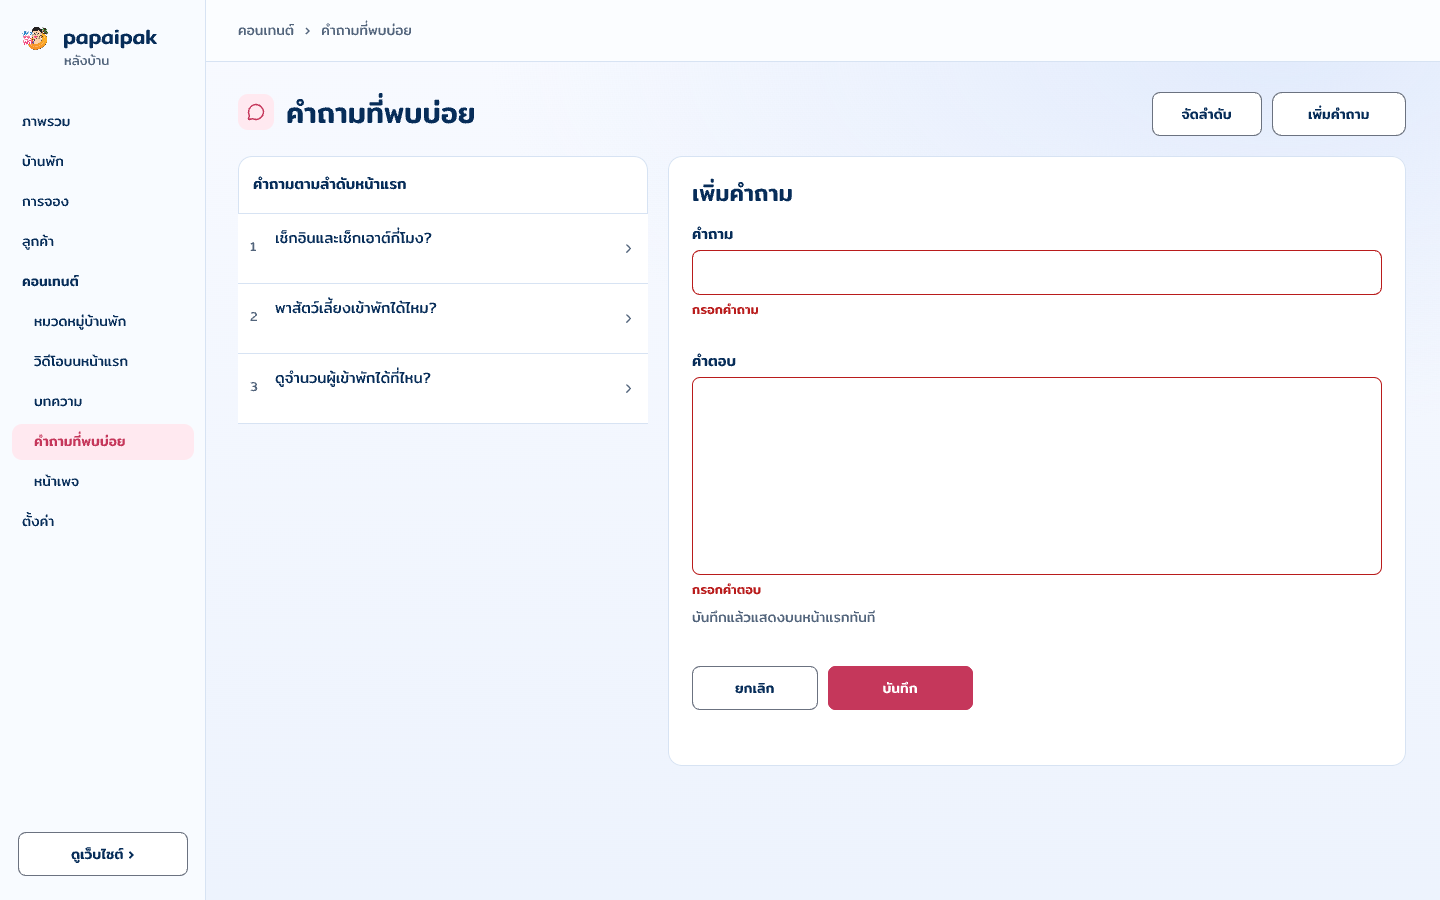 papaipak
หลังบ้าน
ภาพรวม
บ้านพัก
การจอง
ลูกค้า
คอนเทนต์
หมวดหมู่บ้านพัก
วิดีโอบนหน้าแรก
บทความ
คำถามที่พบบ่อย
หน้าเพจ
ตั้งค่า
ดูเว็บไซต์ ›
คอนเทนต์ › คำถามที่พบบ่อย
คำถามที่พบบ่อย
จัดลำดับ
เพิ่มคำถาม
คำถามตามลำดับหน้าแรก
1 เช็กอินและเช็กเอาต์กี่โมง? ›
2 พาสัตว์เลี้ยงเข้าพักได้ไหม? ›
3 ดูจำนวนผู้เข้าพักได้ที่ไหน? ›
เพิ่มคำถาม
คำถาม
กรอกคำถาม
คำตอบ
กรอกคำตอบ
บันทึกแล้วแสดงบนหน้าแรกทันที
ยกเลิก
บันทึก